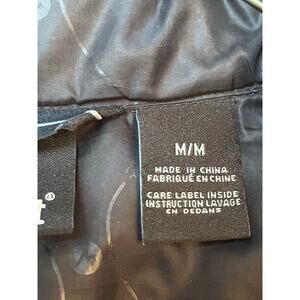 M/M
MADE IN CHINA
FABRIQUÉ EN CHINE
CARE LABEL INSIDE
INSTRUCTION LAVAGE
EN DEDANS
t